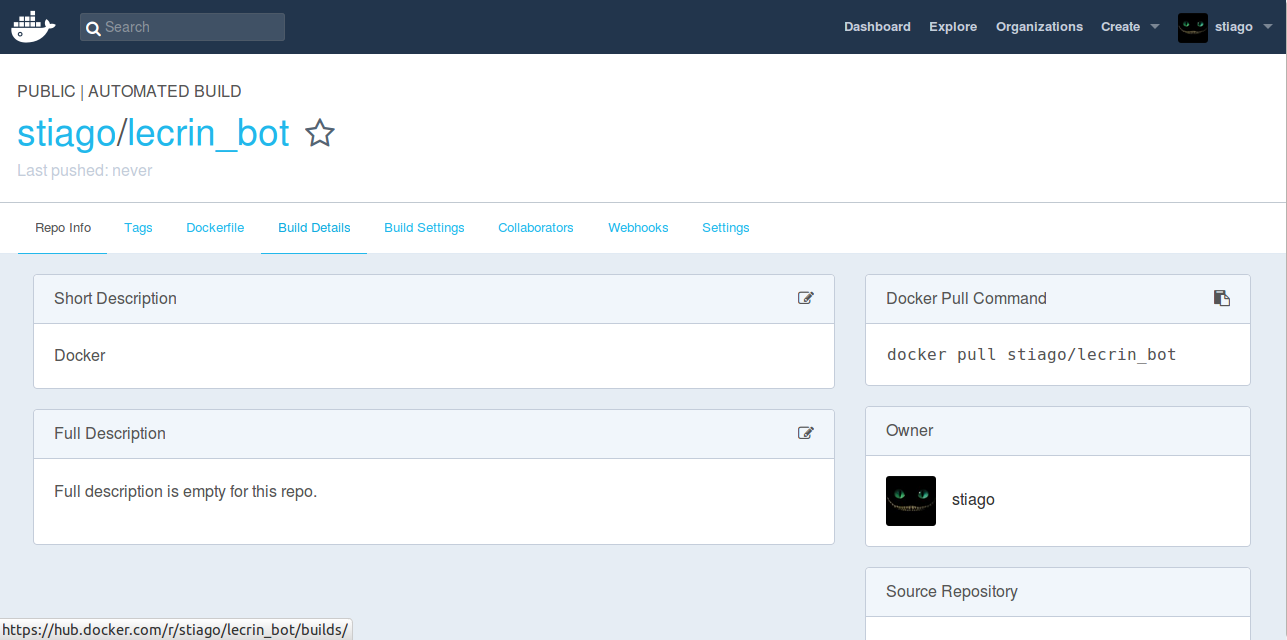 Search
Dashboard Explore Organizations Create stiago
PUBLIC | AUTOMATED BUILD
stiago/lecrin_bot
Last pushed: never
Repo Info Tags Dockerfile Build Details Build Settings Collaborators Webhooks Settings
Short Description
Docker
Full Description
Full description is empty for this repo.
Docker Pull Command
docker pull stiago/lecrin_bot
Owner
stiago
Source Repository
https://hub.docker.com/r/stiago/lecrin_bot/builds/